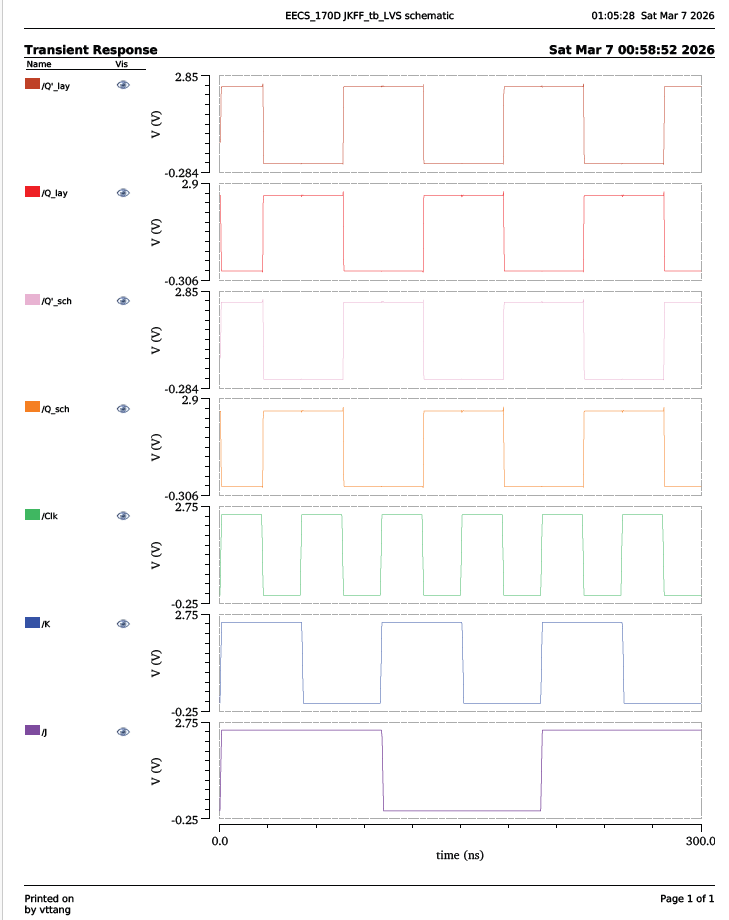 EECS_170D JKFF_tb_LVS schematic 01:05:28 Sat Mar 7 2026
Transient Response Sat Mar 7 00:58:52 2026
Name Vis
/Q'_lay
2.85
V (V)
-0.284
/Q_lay
2.9
V (V)
-0.306
/Q'_sch
2.85
V (V)
-0.284
/Q_sch
2.9
V (V)
-0.306
/Clk
2.75
V (V)
-0.25
/K
2.75
V (V)
-0.25
/J
2.75
V (V)
-0.25
0.0 300.0
time (ns)
Printed on Page 1 of 1
by vttang